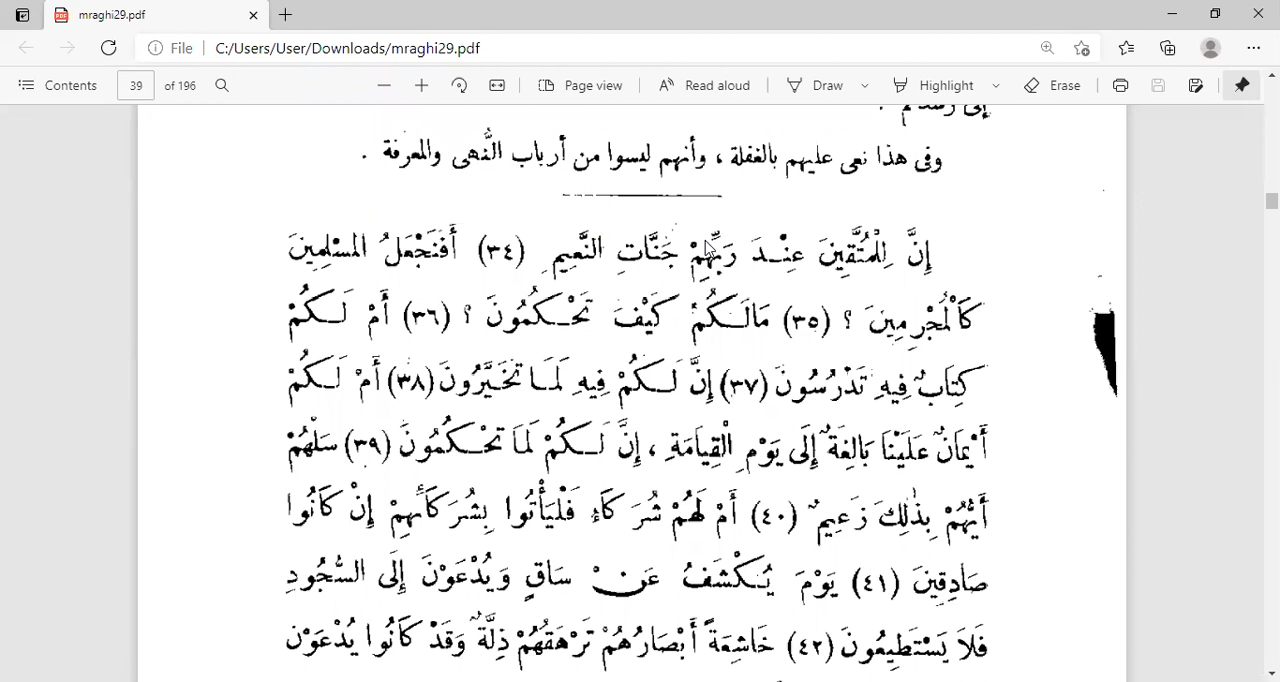 mraghi29.pdf
File C:/Users/User/Downloads/mraghi29.pdf
Contents 39 of 196 Page view A Read aloud Draw Highlight Erase
وفى هذا نعى عليهم بالغفلة ، وأنهم ليسوا من أرباب النُّهى والمعرفة .
إِنَّ لِلْمُتَّقِينَ عِنْدَ رَبِّهِمْ جَنَّاتِ النَّعِيمِ (٣٤) أَفَنَجْعَلُ الْمسْلِمِينَ
كَالْمُجْرِمِينَ ؟ (٣٥) مَالَكُمْ كَيْفَ تَحْكُمُونَ ؟ (٣٦) أَمْ لَكُمْ
كِتَابٌ فِيهِ تَدْرُسُونَ (٣٧) إِنَّ لَكُمْ فِيهِ لَمَا تَخَيَّرُونَ (٣٨) أَمْ لَكُمْ
أَيْمَانٌ عَلَيْنَا بَالِغَةٌ إِلَى يَوْمِ الْقِيَامَةِ ، إِنَّ لَكُمْ لَمَا تَحْكُمُونَ (٣٩) سَلْهُمْ
أَيُّهُمْ بِذٰلِكَ زَعِيمٌ (٤٠) أَمْ لَهُمْ شُرَكَاءُ فَلْيَأْتُوا بِشُرَكَائِهِمْ إِنْ كَانُوا
صَادِقِينَ (٤١) يَوْمَ يُكْشَفُ عَنْ سَاقٍ وَيُدْعَوْنَ إِلَى السُّجُودِ
فَلَا يَسْتَطِيعُونَ (٤٢) خَاشِعَةً أَبْصَارُهُمْ تَرْهَقُهُمْ ذِلَّةٌ وَقَدْ كَانُوا يُدْعَوْن